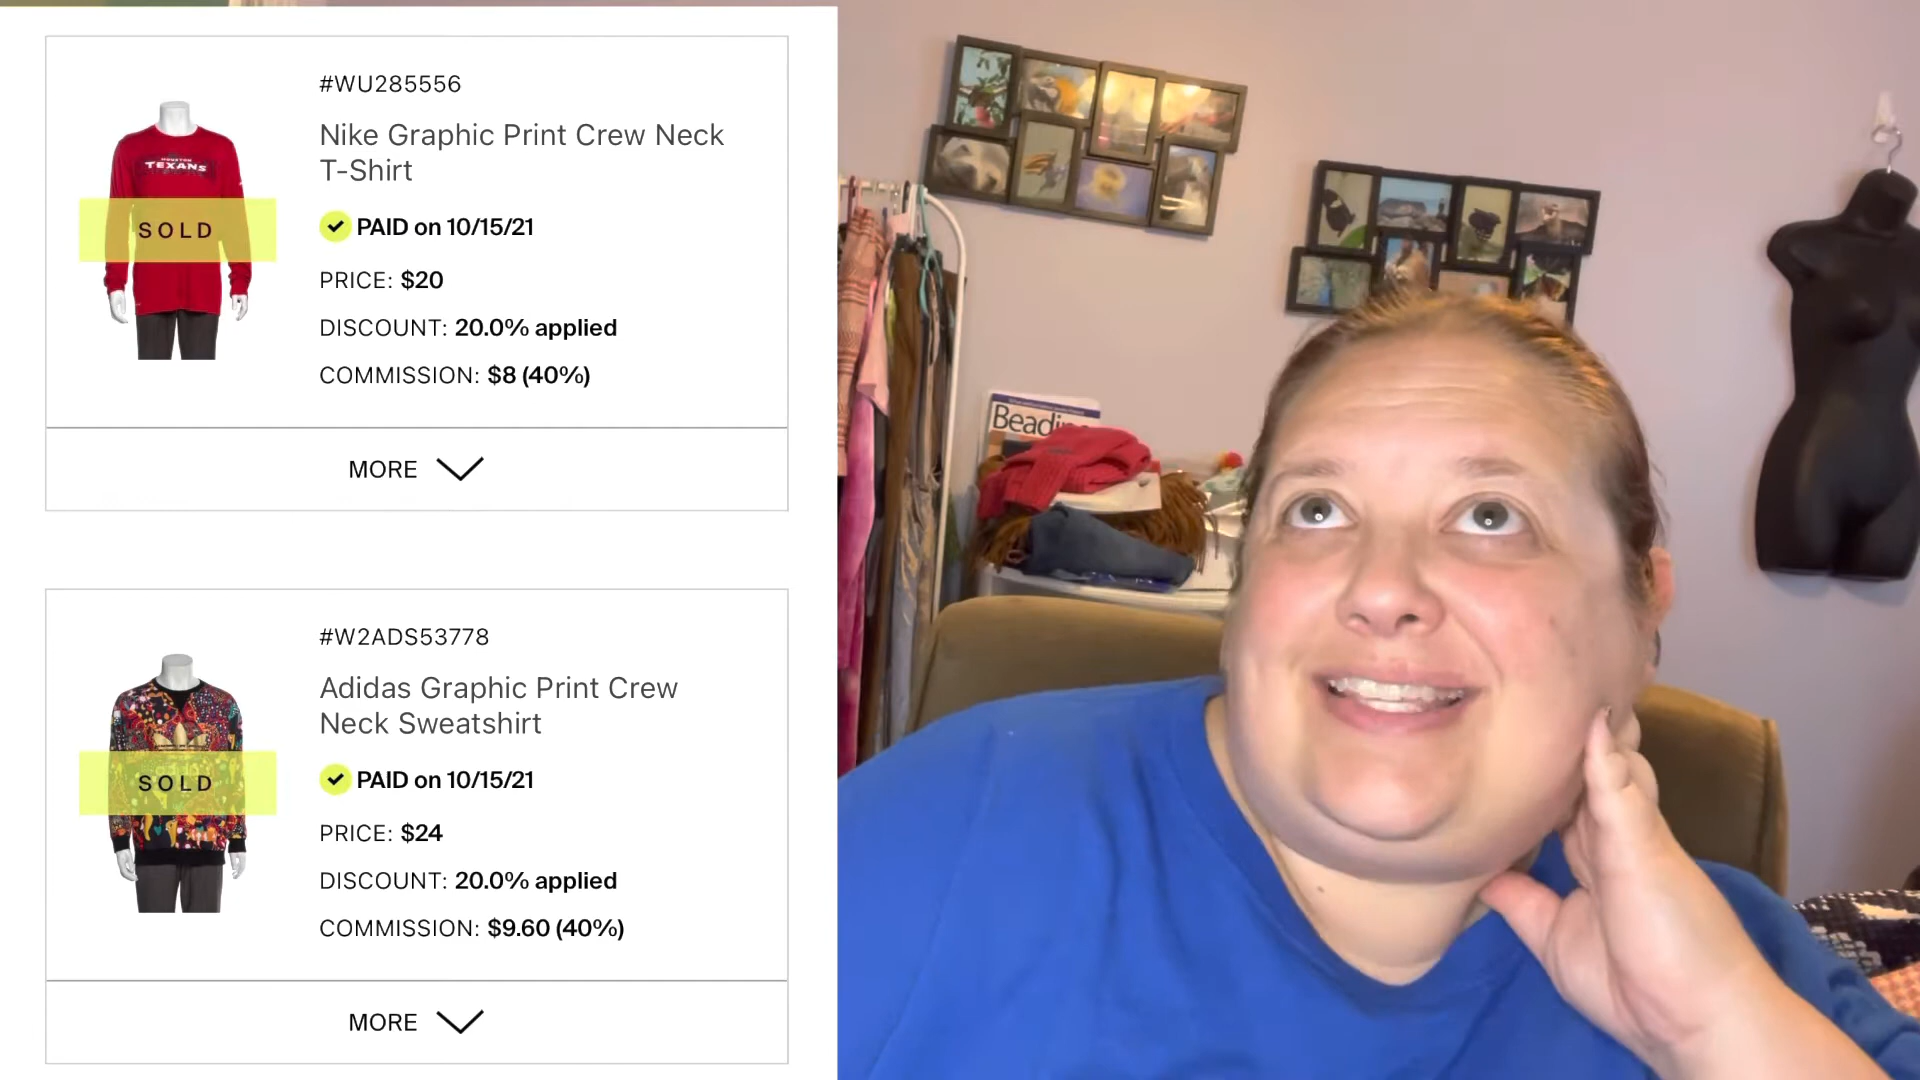 #WU285556
Nike Graphic Print Crew Neck
T-Shirt
HOUSTON
TEXANS
SOLD
PAID on 10/15/21
PRICE: $20
DISCOUNT: 20.0% applied
COMMISSION: $8 (40%)
MORE
#W2ADS53778
Adidas Graphic Print Crew
Neck Sweatshirt
SOLD
PAID on 10/15/21
PRICE: $24
DISCOUNT: 20.0% applied
COMMISSION: $9.60 (40%)
MORE